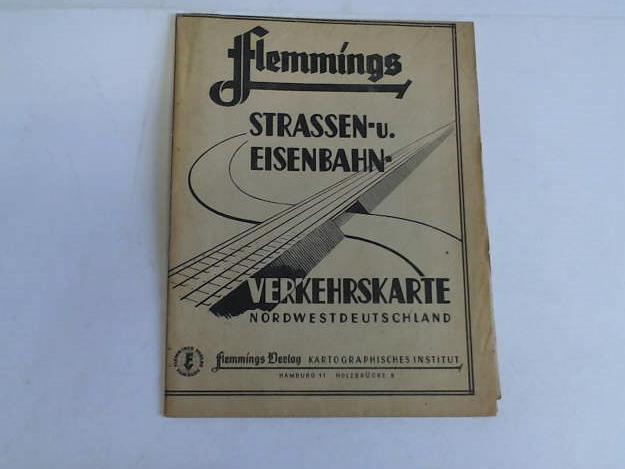 Flemmings
STRASSEN- u.
EISENBAHN-
VERKEHRSKARTE
NORDWESTDEUTSCHLAND
Flemmings Verlag KARTOGRAPHISCHES INSTITUT
HAMBURG 11 HOLZBRÜCKE 8